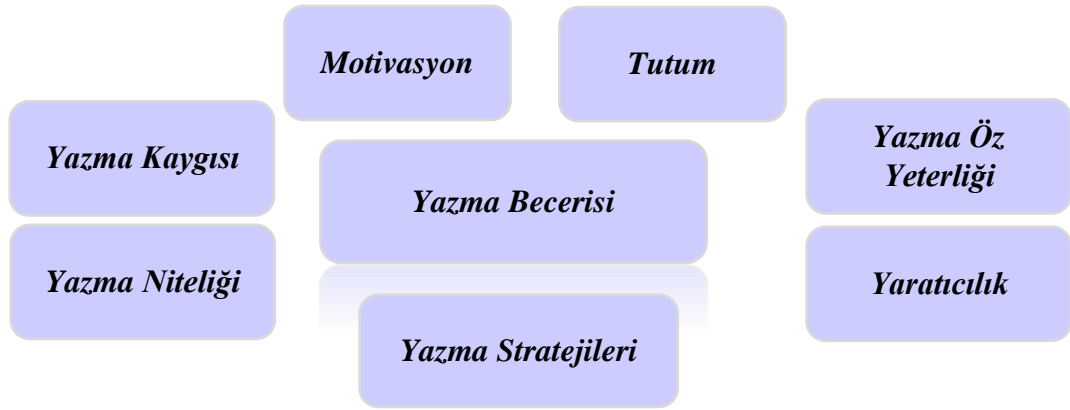 Motivasyon
Tutum
Yazma Kaygısı
Yazma Öz
Yeterliği
Yazma Becerisi
Yazma Niteliği
Yaratıcılık
Yazma Stratejileri